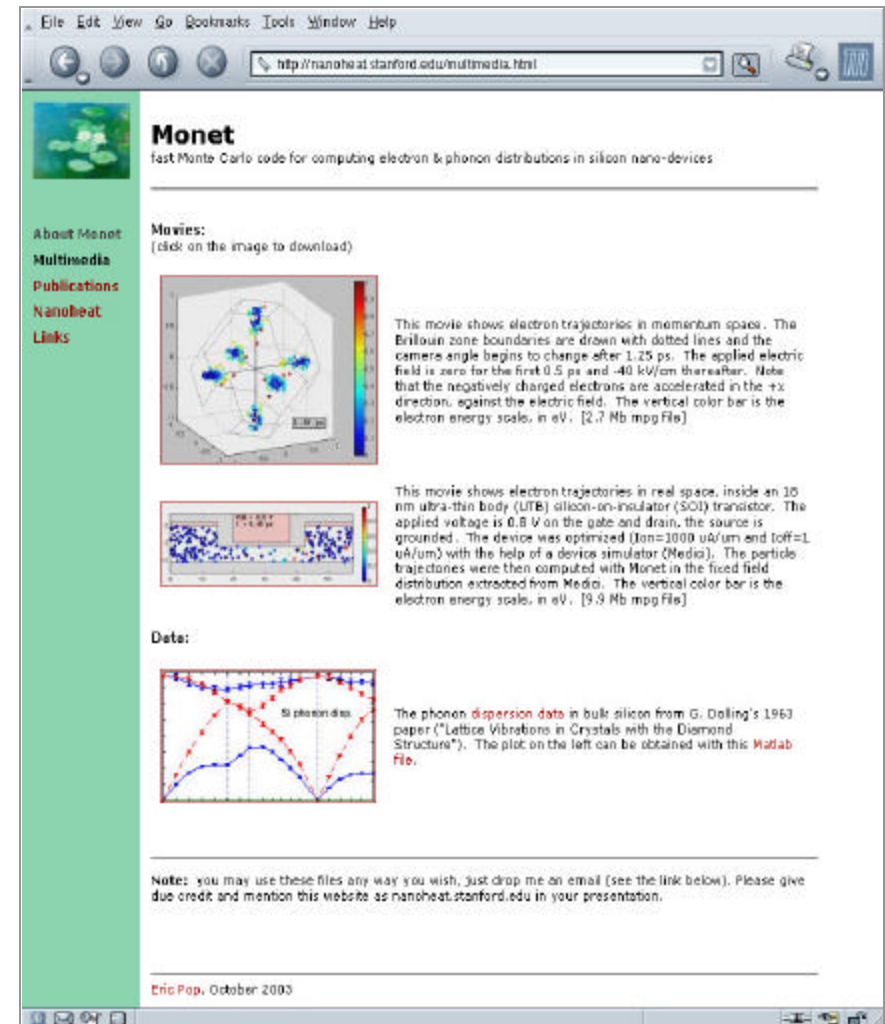 File Edit View Go Bookmarks Tools Window Help
http://nanoheat.stanford.edu/multimedia.html
Monet
fast Monte Carlo code for computing electron & phonon distributions in silicon nano-devices
About Monet
Multimedia
Publications
Nanoheat
Links
Movies:
(click on the image to download)
This movie shows electron trajectories in momentum space. The
Brillouin zone boundaries are drawn with dotted lines and the
camera angle begins to change after 1.25 ps. The applied electric
field is zero for the first 0.5 ps and -40 kV/cm thereafter. Note
that the negatively charged electrons are accelerated in the +x
direction, against the electric field. The vertical color bar is the
electron energy scale, in eV. [2.7 Mb mpg file]
This movie shows electron trajectories in real space, inside an 18
nm ultra-thin body (UTB) silicon-on-insulator (SOI) transistor. The
applied voltage is 0.8 V on the gate and drain, the source is
grounded. The device was optimized (Ion=1000 uA/um and Ioff=1
uA/um) with the help of a device simulator (Medici). The particle
trajectories were then computed with Monet in the fixed field
distribution extracted from Medici. The vertical color bar is the
electron energy scale, in eV. [9.9 Mb mpg file]
Data:
Si phonon disp.
The phonon dispersion data in bulk silicon from G. Dolling's 1963
paper ("Lattice Vibrations in Crystals with the Diamond
Structure"). The plot on the left can be obtained with this Matlab
file.
Note: you may use these files any way you wish, just drop me an email (see the link below). Please give
due credit and mention this website as nanoheat.stanford.edu in your presentation.
Eric Pop, October 2003